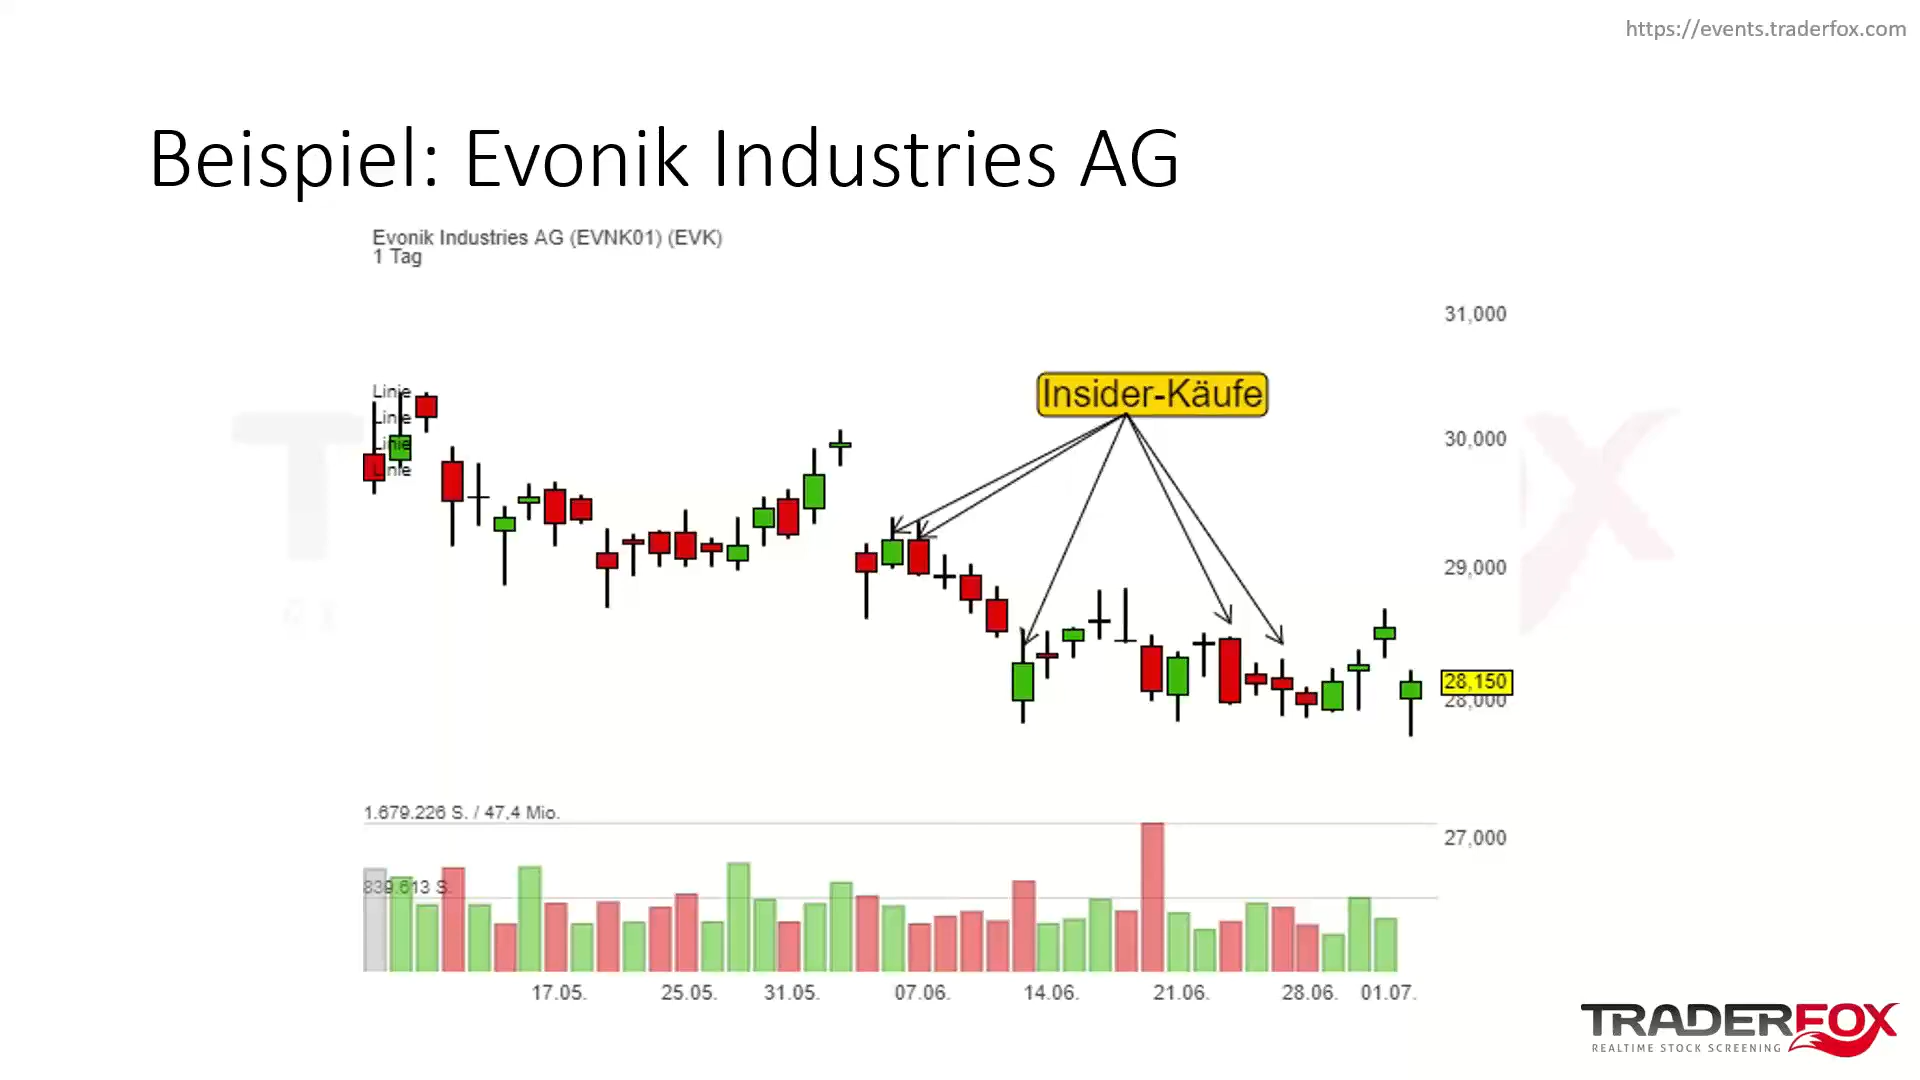 https://events.traderfox.com
Beispiel: Evonik Industries AG
Evonik Industries AG (EVNK01) (EVK)
1 Tag
31,000
Insider-Käufe
Linie
Linie
Linie
Linie
30,000
29,000
28,150
28,000
1.679.226 S. / 47,4 Mio.
27,000
839.613 S.
17.05. 25.05. 31.05. 07.06. 14.06. 21.06. 28.06. 01.07.
TRADERFOX
REALTIME STOCK SCREENING